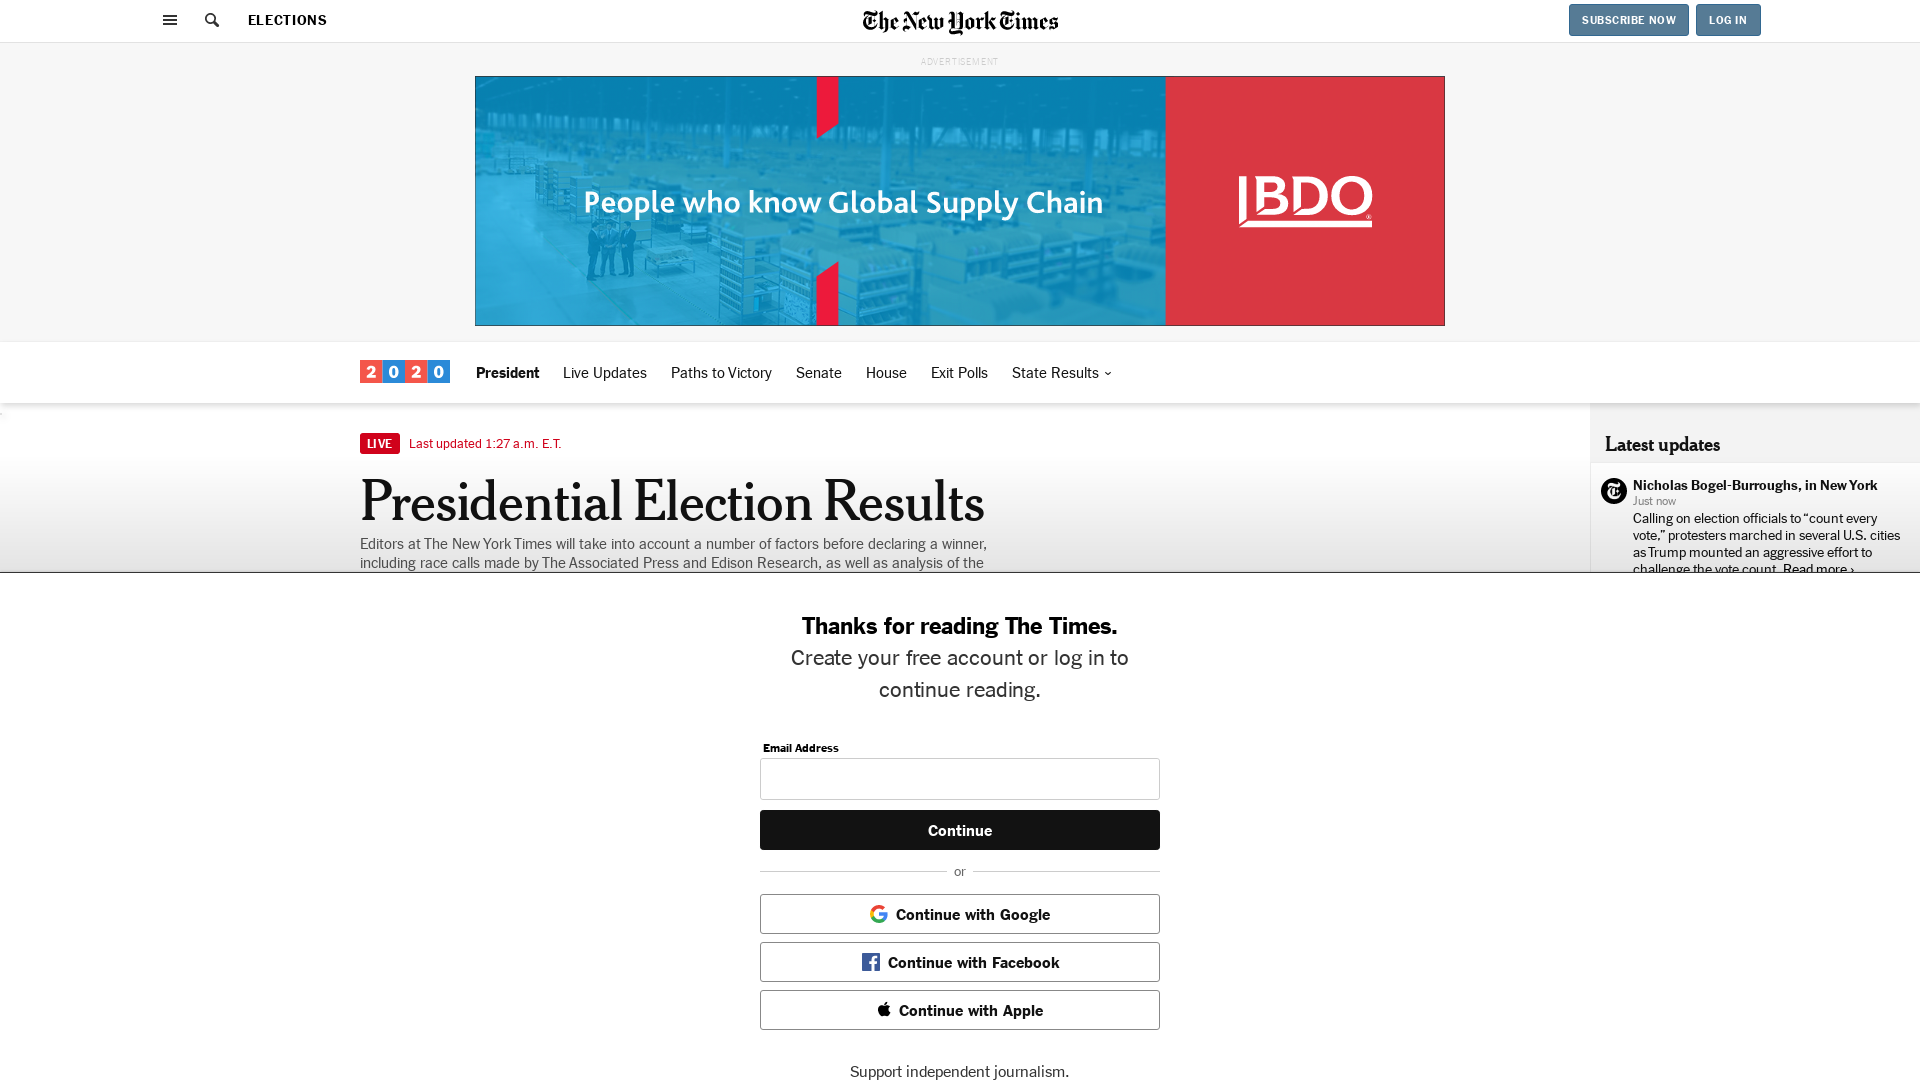 ELECTIONS
The New York Times
SUBSCRIBE NOW
LOG IN
ADVERTISEMENT
People who know Global Supply Chain
BDO
2020
President
Live Updates
Paths to Victory
Senate
House
Exit Polls
State Results
LIVE
Last updated 1:27 a.m. E.T.
Presidential Election Results
Editors at The New York Times will take into account a number of factors before declaring a winner,
including race calls made by The Associated Press and Edison Research, as well as analysis of the
Latest updates
Nicholas Bogel-Burroughs, in New York
Just now
Calling on election officials to “count every
vote,” protesters marched in several U.S. cities
as Trump mounted an aggressive effort to
challenge the vote count. Read more ›
Thanks for reading The Times.
Create your free account or log in to
continue reading.
Email Address
Continue
or
Continue with Google
Continue with Facebook
Continue with Apple
Support independent journalism.